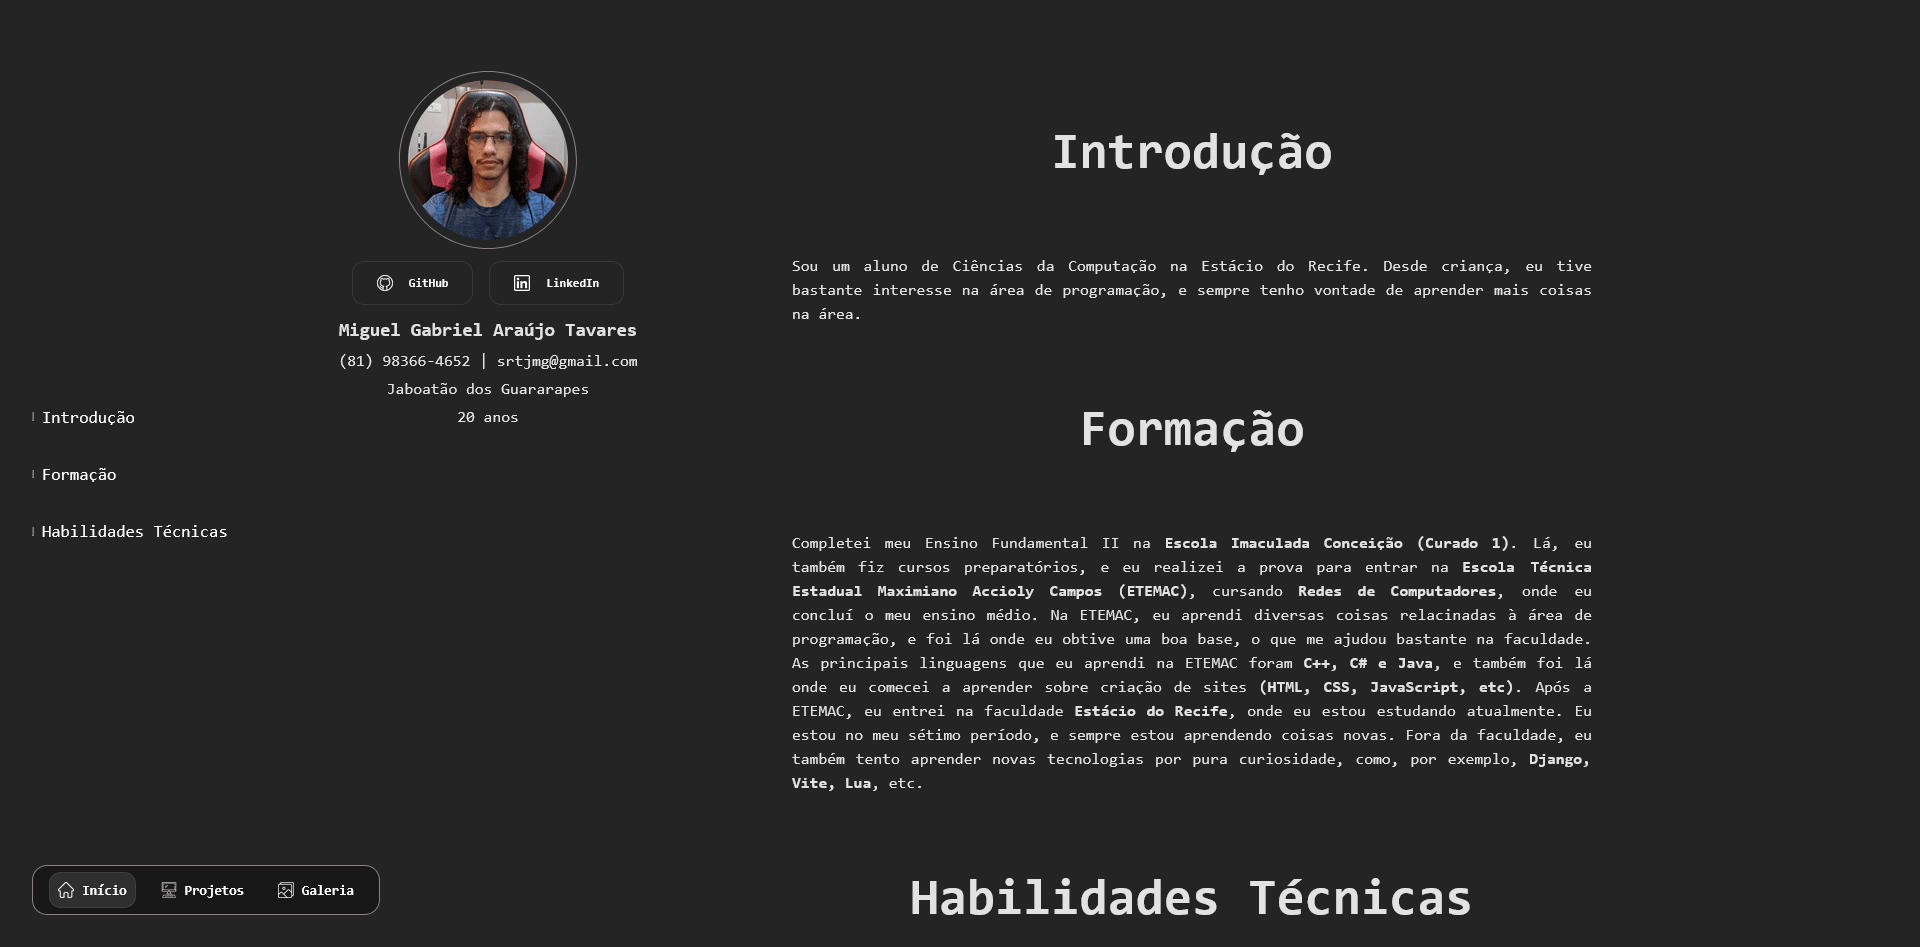 GitHub
LinkedIn
Miguel Gabriel Araújo Tavares
(81) 98366-4652 | srtjmg@gmail.com
Jaboatão dos Guararapes
20 anos
Introdução
Formação
Habilidades Técnicas
Introdução
Sou um aluno de Ciências da Computação na Estácio do Recife. Desde criança, eu tive
bastante interesse na área de programação, e sempre tenho vontade de aprender mais coisas
na área.
Formação
Completei meu Ensino Fundamental II na Escola Imaculada Conceição (Curado 1). Lá, eu
também fiz cursos preparatórios, e eu realizei a prova para entrar na Escola Técnica
Estadual Maximiano Accioly Campos (ETEMAC), cursando Redes de Computadores, onde eu
concluí o meu ensino médio. Na ETEMAC, eu aprendi diversas coisas relacinadas à área de
programação, e foi lá onde eu obtive uma boa base, o que me ajudou bastante na faculdade.
As principais linguagens que eu aprendi na ETEMAC foram C++, C# e Java, e também foi lá
onde eu comecei a aprender sobre criação de sites (HTML, CSS, JavaScript, etc). Após a
ETEMAC, eu entrei na faculdade Estácio do Recife, onde eu estou estudando atualmente. Eu
estou no meu sétimo período, e sempre estou aprendendo coisas novas. Fora da faculdade, eu
também tento aprender novas tecnologias por pura curiosidade, como, por exemplo, Django,
Vite, Lua, etc.
Habilidades Técnicas
Início
Projetos
Galeria